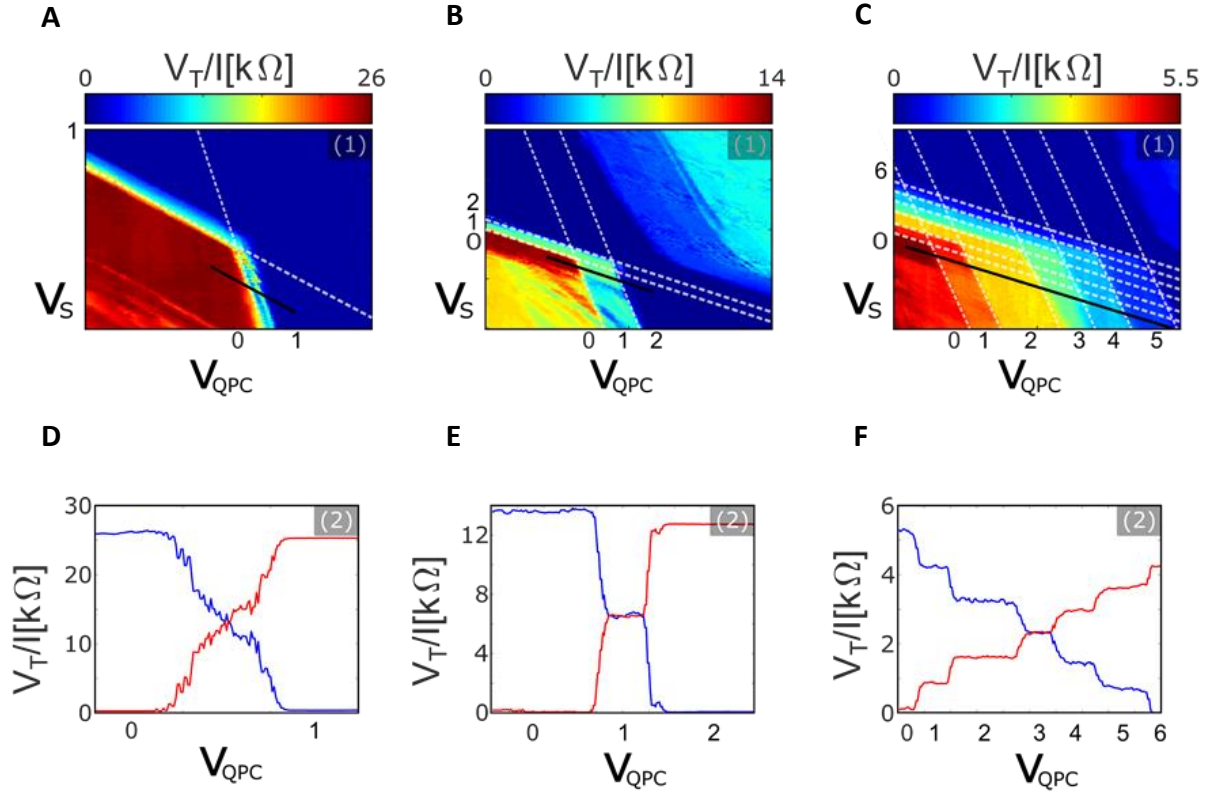 A
B
C
V_T/I[kΩ]
0 26
V_T/I[kΩ]
0 14
V_T/I[kΩ]
0 5.5
(1)
1
V_S
0 1
V_QPC
(1)
2
1
0
V_S
0 1 2
V_QPC
(1)
6
0
V_S
0 1 2 3 4 5
V_QPC
D
E
F
(2)
30
20
10
0
V_T/I[kΩ]
0 1
V_QPC
(2)
12
8
4
0
V_T/I[kΩ]
0 1 2
V_QPC
(2)
6
4
2
0
V_T/I[kΩ]
0 1 2 3 4 5 6
V_QPC